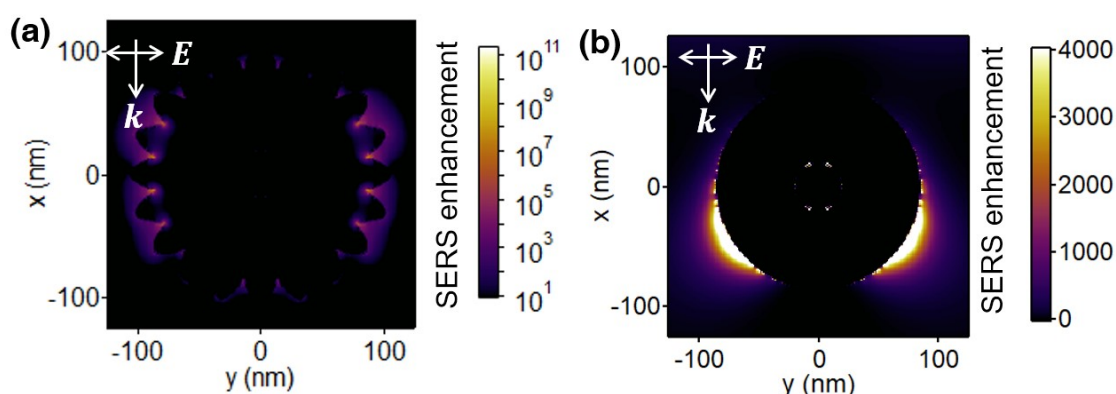 (a)
100
0
-100
x (nm)
-100 0 100
y (nm)
E
k
SERS enhancement
10^11
10^9
10^7
10^5
10^3
10^1
(b)
100
0
-100
x (nm)
-100 0 100
y (nm)
E
k
SERS enhancement
4000
3000
2000
1000
0